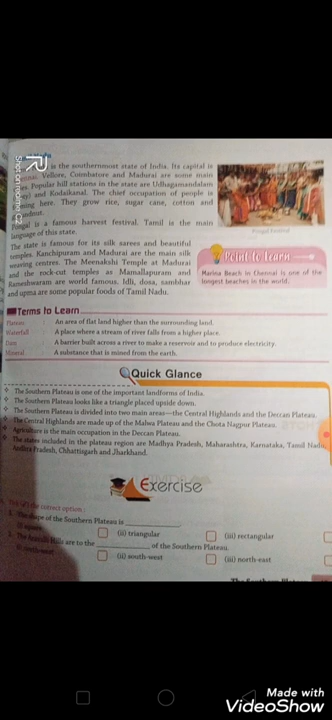 is the southernmost state of India. Its capital is
Vellore, Coimbatore and Madurai are some main
Popular hill stations in the state are Udhagamandalam
and Kodaikanal. The chief occupation of people is
here. They grow rice, sugar cane, cotton and
Pongal is a famous harvest festival. Tamil is the main
language of this state.
Pongal Festival
The state is famous for its silk sarees and beautiful
temples. Kanchipuram and Madurai are the main silk
weaving centres. The Meenakshi Temple at Madurai
and the rock-cut temples as Mamallapuram and
Rameshwaram are world famous. Idli, dosa, sambhar
and upma are some popular foods of Tamil Nadu.
Point to Learn
Marina Beach in Chennai is one of the
longest beaches in the world.
Terms to Learn
Plateau : An area of flat land higher than the surrounding land.
Waterfall : A place where a stream of river falls from a higher place.
Dam : A barrier built across a river to make a reservoir and to produce electricity.
Mineral : A substance that is mined from the earth.
Quick Glance
The Southern Plateau is one of the important landforms of India.
The Southern Plateau looks like a triangle placed upside down.
The Southern Plateau is divided into two main areas—the Central Highlands and the Deccan Plateau.
The Central Highlands are made up of the Malwa Plateau and the Chota Nagpur Plateau.
Agriculture is the main occupation in the Deccan Plateau.
The states included in the plateau region are Madhya Pradesh, Maharashtra, Karnataka, Tamil Nadu,
Andhra Pradesh, Chhattisgarh and Jharkhand.
Exercise
the correct option :
1. The shape of the Southern Plateau is
(ii) triangular (iii) rectangular
2. The Hills are to the of the Southern Plateau.
(ii) south-west (iii) north-east
The Southern
Shot on realme C2
Made with
VideoShow